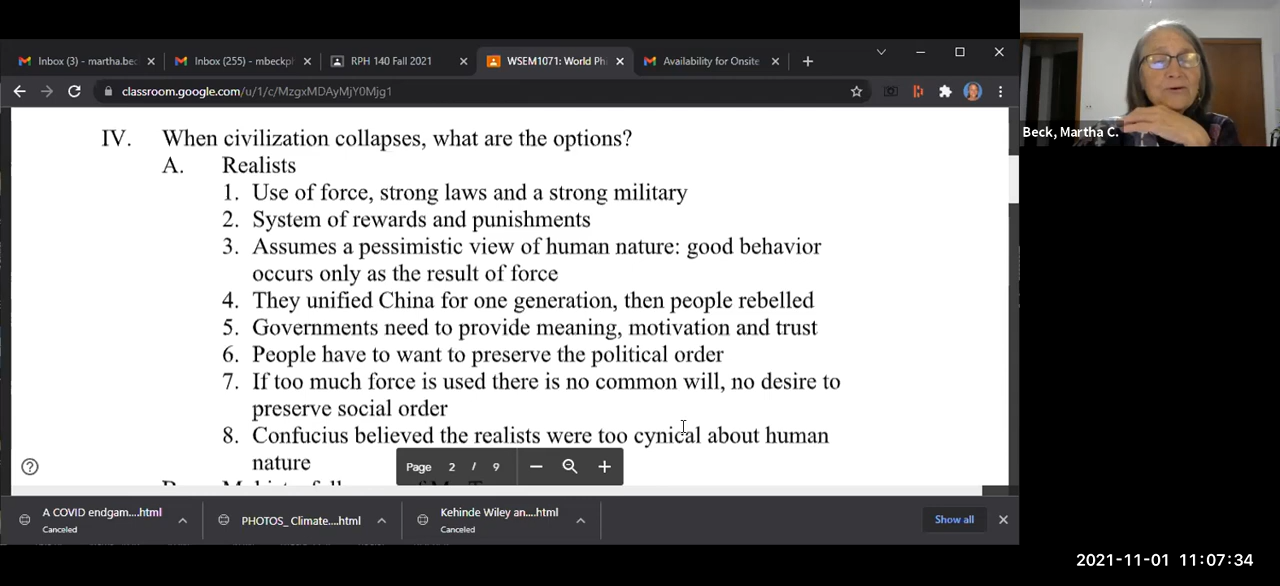 Inbox (3) - martha.bec
Inbox (255) - mbeckpl
RPH 140 Fall 2021
WSEM1071: World Ph
Availability for Onsite
classroom.google.com/u/1/c/MzgxMDAyMjY0Mjg1
Beck, Martha C.
IV. When civilization collapses, what are the options?
A. Realists
1. Use of force, strong laws and a strong military
2. System of rewards and punishments
3. Assumes a pessimistic view of human nature: good behavior
occurs only as the result of force
4. They unified China for one generation, then people rebelled
5. Governments need to provide meaning, motivation and trust
6. People have to want to preserve the political order
7. If too much force is used there is no common will, no desire to
preserve social order
8. Confucius believed the realists were too cynical about human
nature
Page 2 / 9
A COVID endgam....html
Canceled
PHOTOS_ Climate....html
Kehinde Wiley an....html
Canceled
Show all
2021-11-01 11:07:34